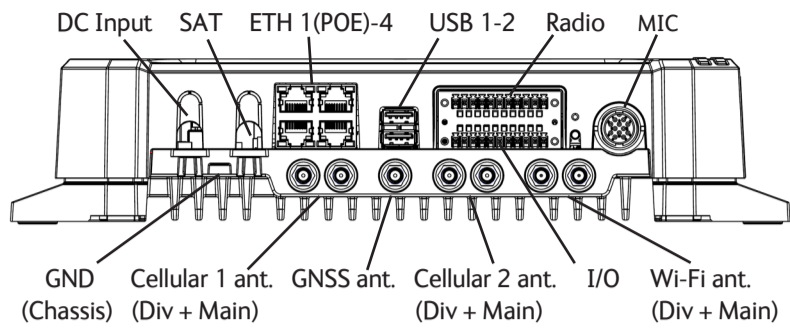 DC Input SAT ETH 1(POE)-4 USB 1-2 Radio MIC
GND Cellular 1 ant. GNSS ant. Cellular 2 ant. I/O Wi-Fi ant.
(Chassis) (Div + Main) (Div + Main) (Div + Main)